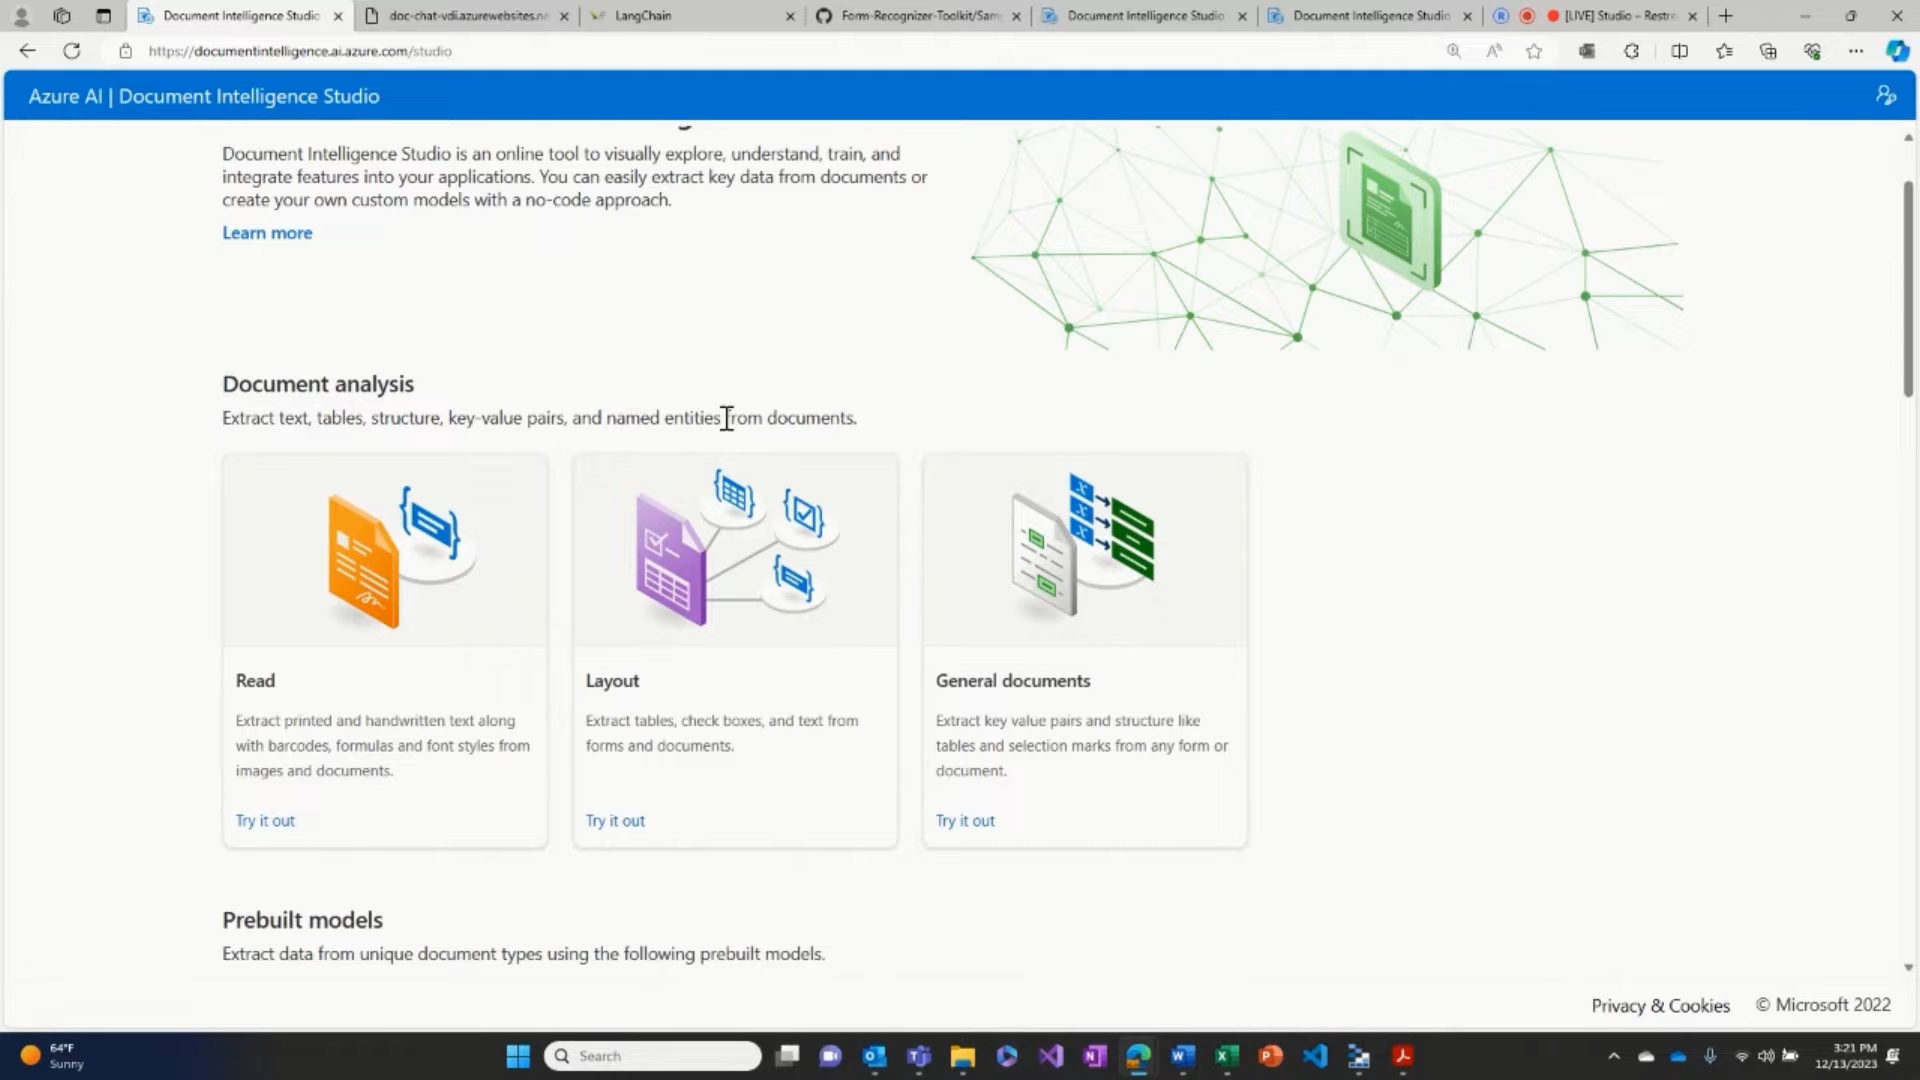 Document Intelligence Studio
doc-chat-vdi.azurewebsites.ne
LangChain
Form-Recognizer-Toolkit/Sam
Document Intelligence Studio
Document Intelligence Studio
[LIVE] Studio – Restre
https://documentintelligence.ai.azure.com/studio
Azure AI | Document Intelligence Studio
Document Intelligence Studio is an online tool to visually explore, understand, train, and
integrate features into your applications. You can easily extract key data from documents or
create your own custom models with a no-code approach.
Learn more
Document analysis
Extract text, tables, structure, key-value pairs, and named entities from documents.
Read
Extract printed and handwritten text along
with barcodes, formulas and font styles from
images and documents.
Try it out
Layout
Extract tables, check boxes, and text from
forms and documents.
Try it out
General documents
Extract key value pairs and structure like
tables and selection marks from any form or
document.
Try it out
Prebuilt models
Extract data from unique document types using the following prebuilt models.
Privacy & Cookies © Microsoft 2022
64°F
Sunny
Search
3:21 PM
12/13/2023